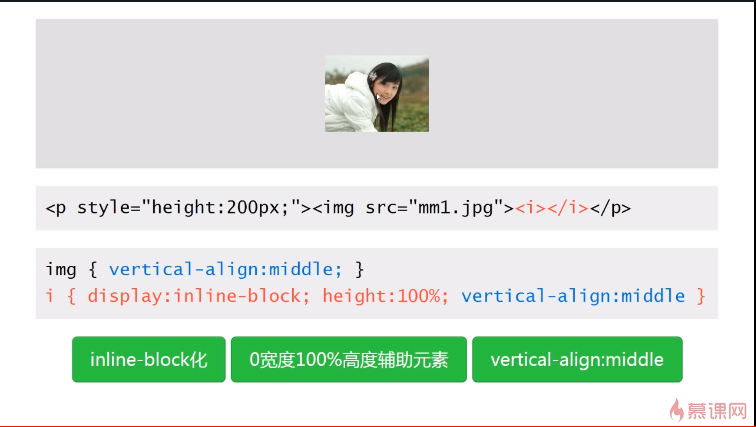 <p style="height:200px;"><img src="mm1.jpg"><i></i></p>
img { vertical-align:middle; }
i { display:inline-block; height:100%; vertical-align:middle }
inline-block化
0宽度100%高度辅助元素
vertical-align:middle
慕课网